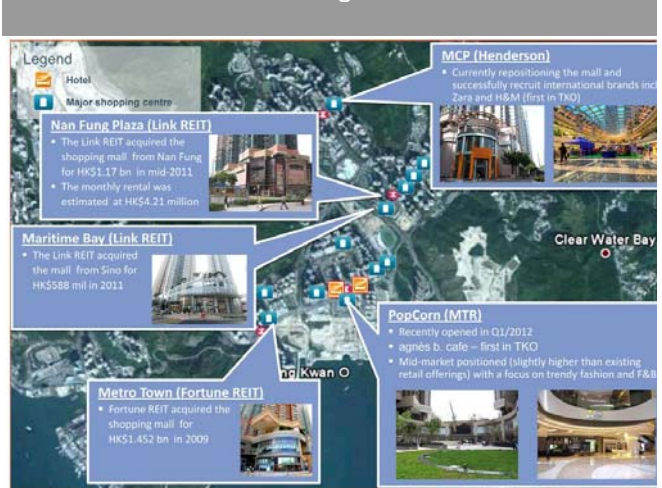 Legend
Hotel
Major shopping centre
MCP (Henderson)
• Currently repositioning the mall and
successfully recruit international brands incl
Zara and H&M (first in TKO)
Nan Fung Plaza (Link REIT)
• The Link REIT acquired the
shopping mall from Nan Fung
for HK$1.17 bn in mid-2011
• The monthly rental was
estimated at HK$4.21 million
Maritime Bay (Link REIT)
• The Link REIT acquired
the mall from Sino for
HK$588 mil in 2011
Clear Water Bay
PopCorn (MTR)
• Recently opened in Q1/2012
• agnès b. cafe – first in TKO
• Mid-market positioned (slightly higher than existing
retail offerings) with a focus on trendy fashion and F&B
ng Kwan O
Metro Town (Fortune REIT)
• Fortune REIT acquired the
shopping mall for
HK$1.452 bn in 2009